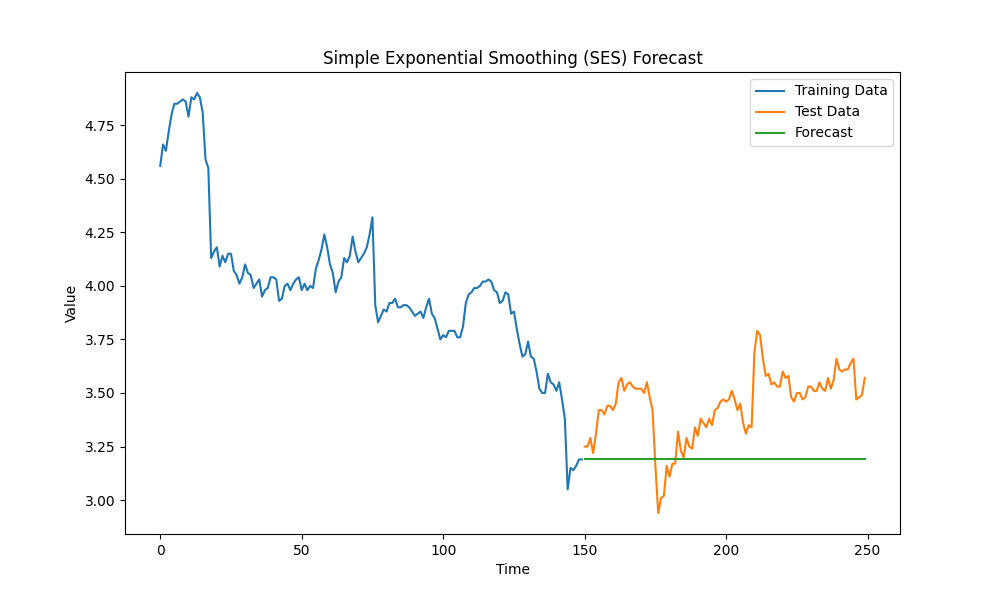 Simple Exponential Smoothing (SES) Forecast
Training Data
Test Data
Forecast
Value
4.75
4.50
4.25
4.00
3.75
3.50
3.25
3.00
0
50
100
150
200
250
Time